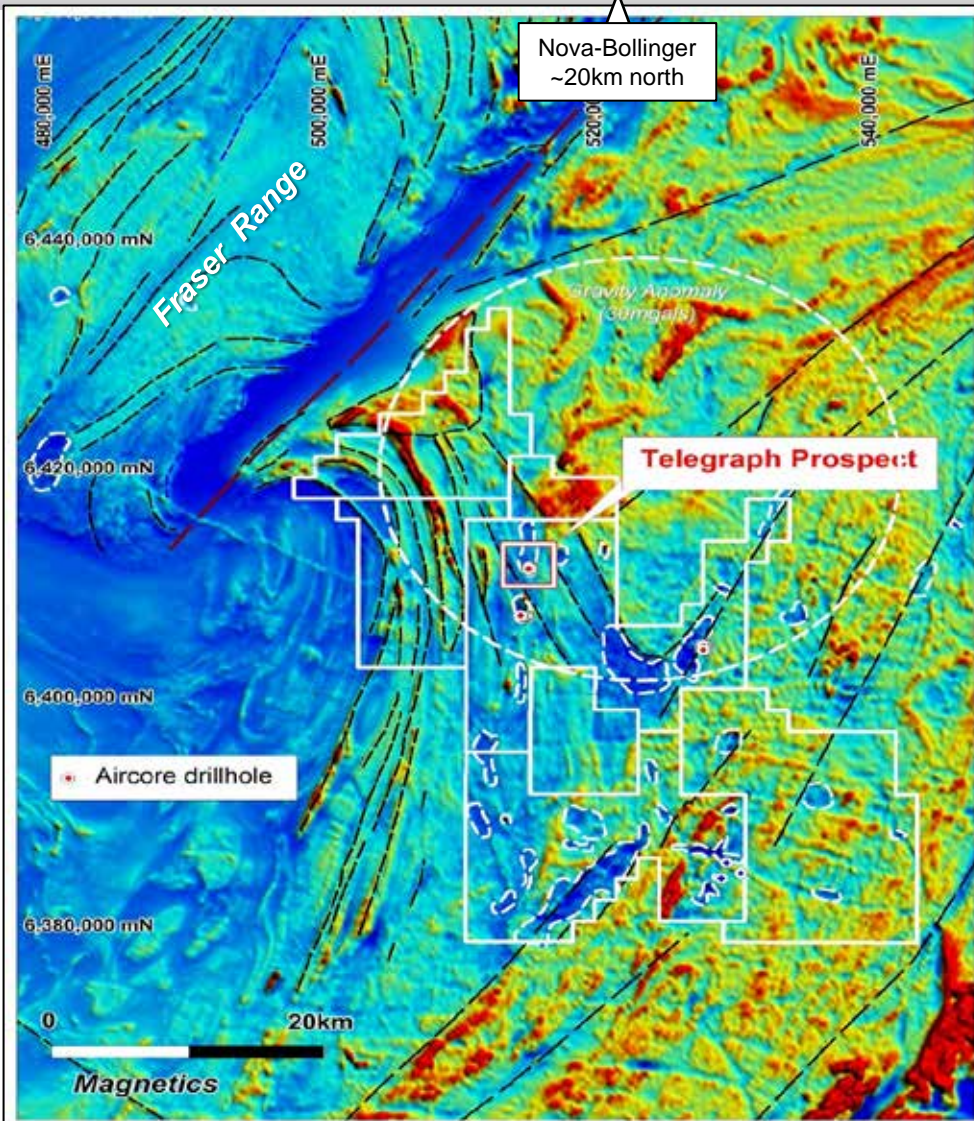 Nova-Bollinger
~20km north
480,000 mE
500,000 mE
520,000 mE
540,000 mE
Fraser Range
6,440,000 mN
Gravity Anomaly
(30mgals)
6,420,000 mN
Telegraph Prospect
6,400,000 mN
Aircore drillhole
6,380,000 mN
0
20km
Magnetics